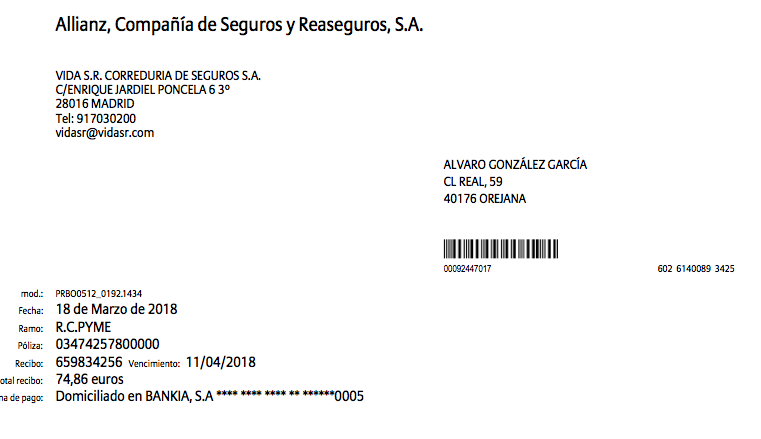 Allianz, Compañía de Seguros y Reaseguros, S.A.
VIDA S.R. CORREDURIA DE SEGUROS S.A.
C/ENRIQUE JARDIEL PONCELA 6 3º
28016 MADRID
Tel: 917030200
vidasr@vidasr.com
ALVARO GONZÁLEZ GARCÍA
CL REAL, 59
40176 OREJANA
00092447017 602 6140089 3425
mod.: PRBO0512_0192.1434
Fecha: 18 de Marzo de 2018
Ramo: R.C.PYME
Póliza: 03474257800000
Recibo: 659834256 Vencimiento: 11/04/2018
otal recibo: 74,86 euros
na de pago: Domiciliado en BANKIA, S.A **** **** **** ** ******0005